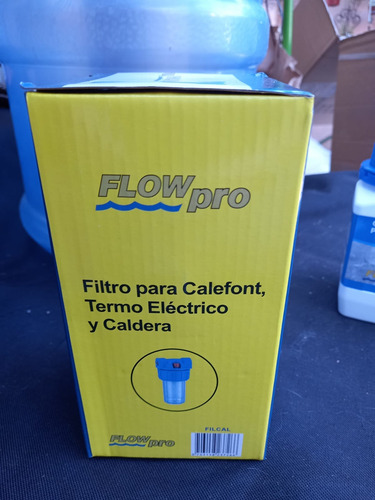 FLOWpro
Filtro para Calefont,
Termo Eléctrico
y Caldera
FILCAL
FLOWpro